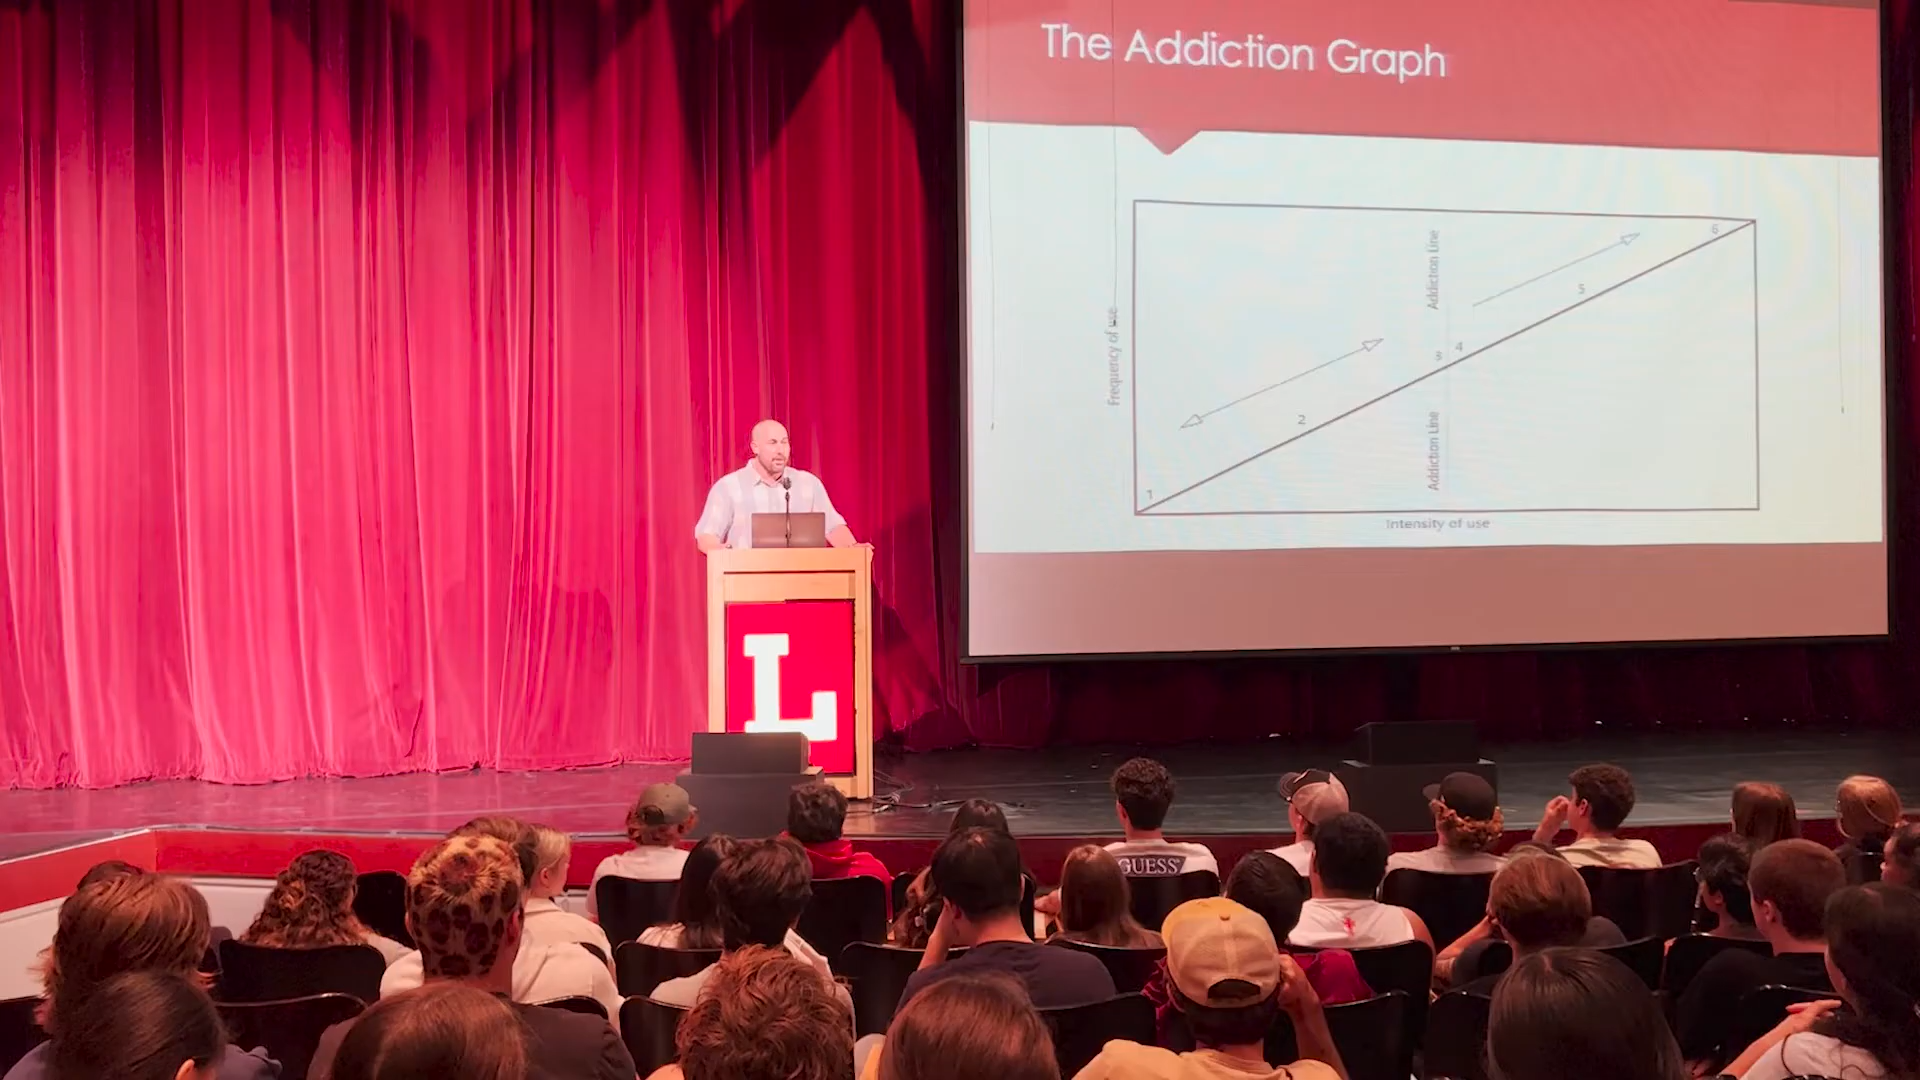 The Addiction Graph
Addiction Line
6
5
Frequency of use
4
3
2
Addiction Line
1
Intensity of use
L
GUESS